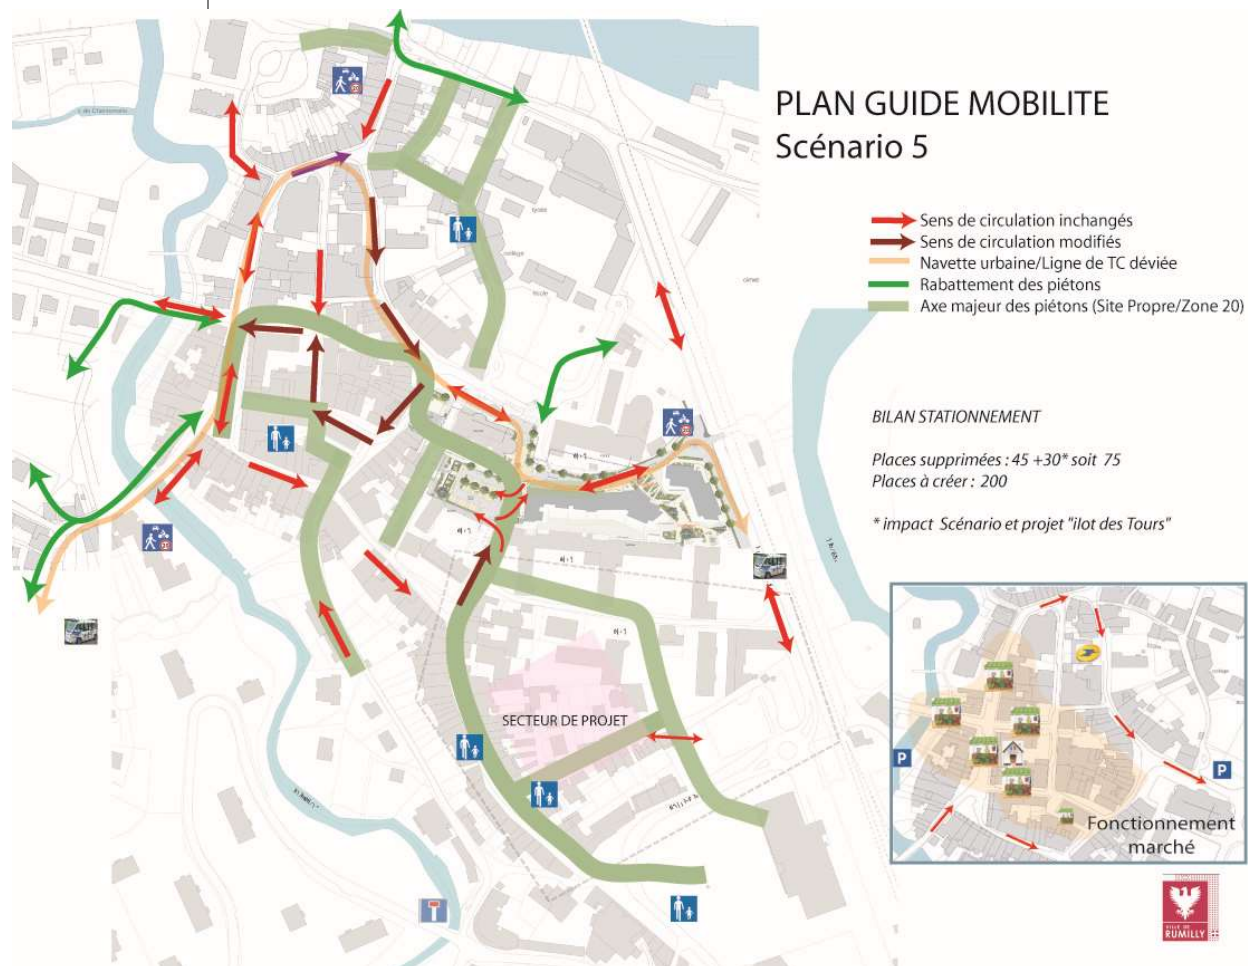 PLAN GUIDE MOBILITE
Scénario 5
Sens de circulation inchangés
Sens de circulation modifiés
Navette urbaine/Ligne de TC déviée
Rabattement des piétons
Axe majeur des piétons (Site Propre/Zone 20)
BILAN STATIONNEMENT
Places supprimées : 45 +30* soit 75
Places à créer : 200
* impact Scénario et projet "ilot des Tours"
lycée
collège
SECTEUR DE PROJET
P
P
Fonctionnement
marché
VILLE DE
RUMILLY